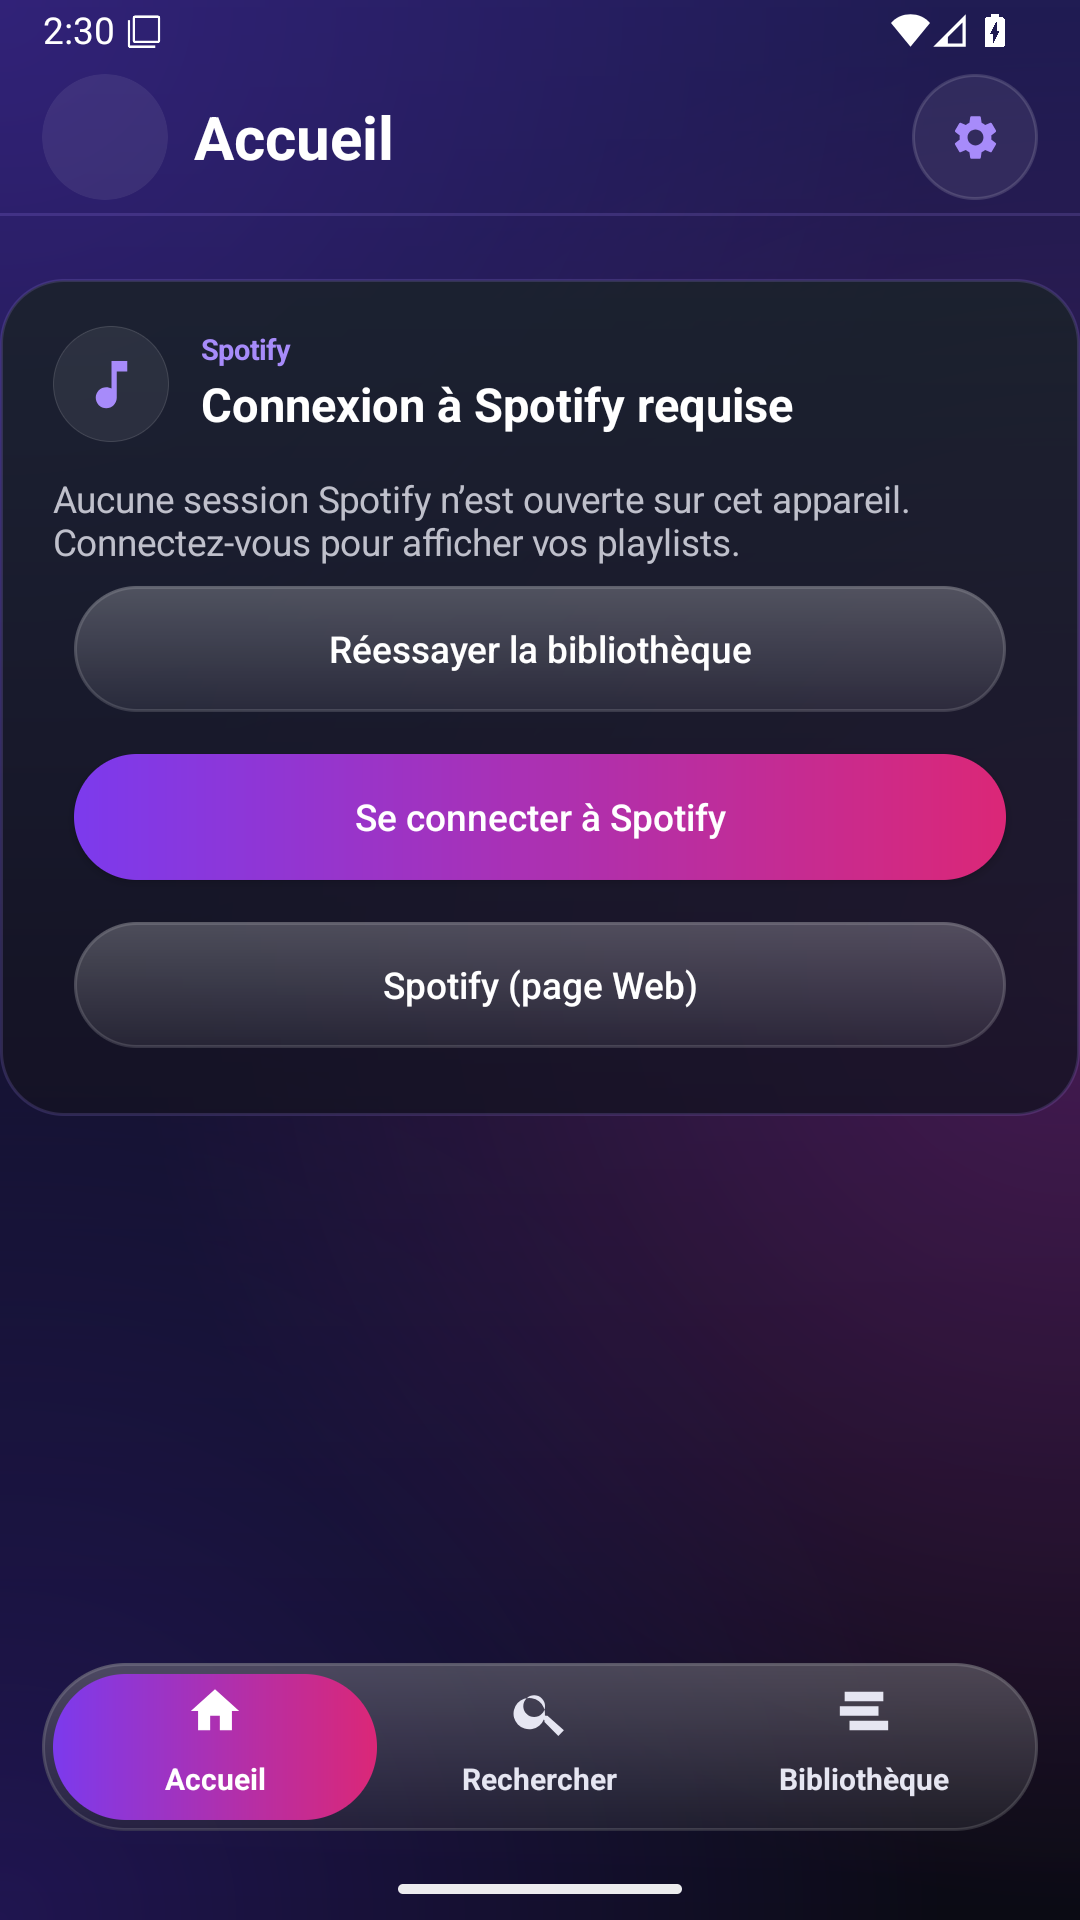 2:30
Accueil
Spotify
Connexion à Spotify requise
Aucune session Spotify n’est ouverte sur cet appareil.
Connectez-vous pour afficher vos playlists.
Réessayer la bibliothèque
Se connecter à Spotify
Spotify (page Web)
Accueil
Rechercher
Bibliothèque